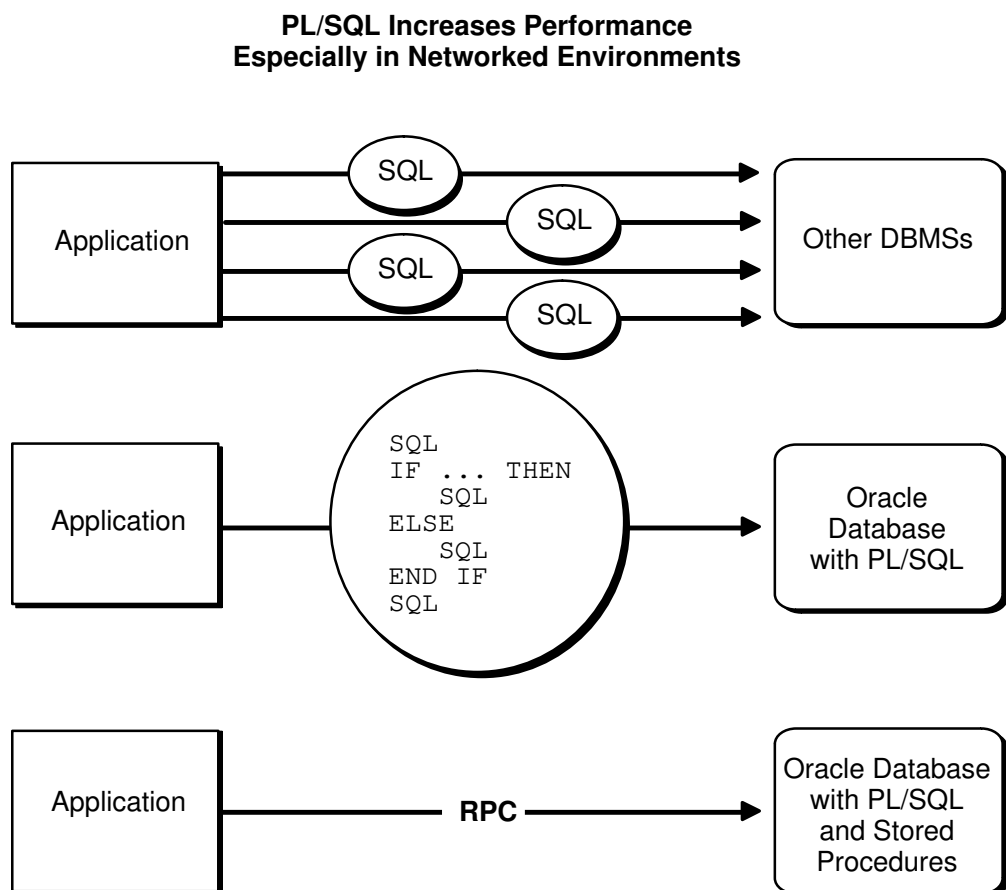 PL/SQL Increases Performance
Especially in Networked Environments
Application
SQL
SQL
SQL
SQL
Other DBMSs
Application
SQL
IF ... THEN
SQL
ELSE
SQL
END IF
SQL
Oracle
Database
with PL/SQL
Application
RPC
Oracle Database
with PL/SQL
and Stored
Procedures